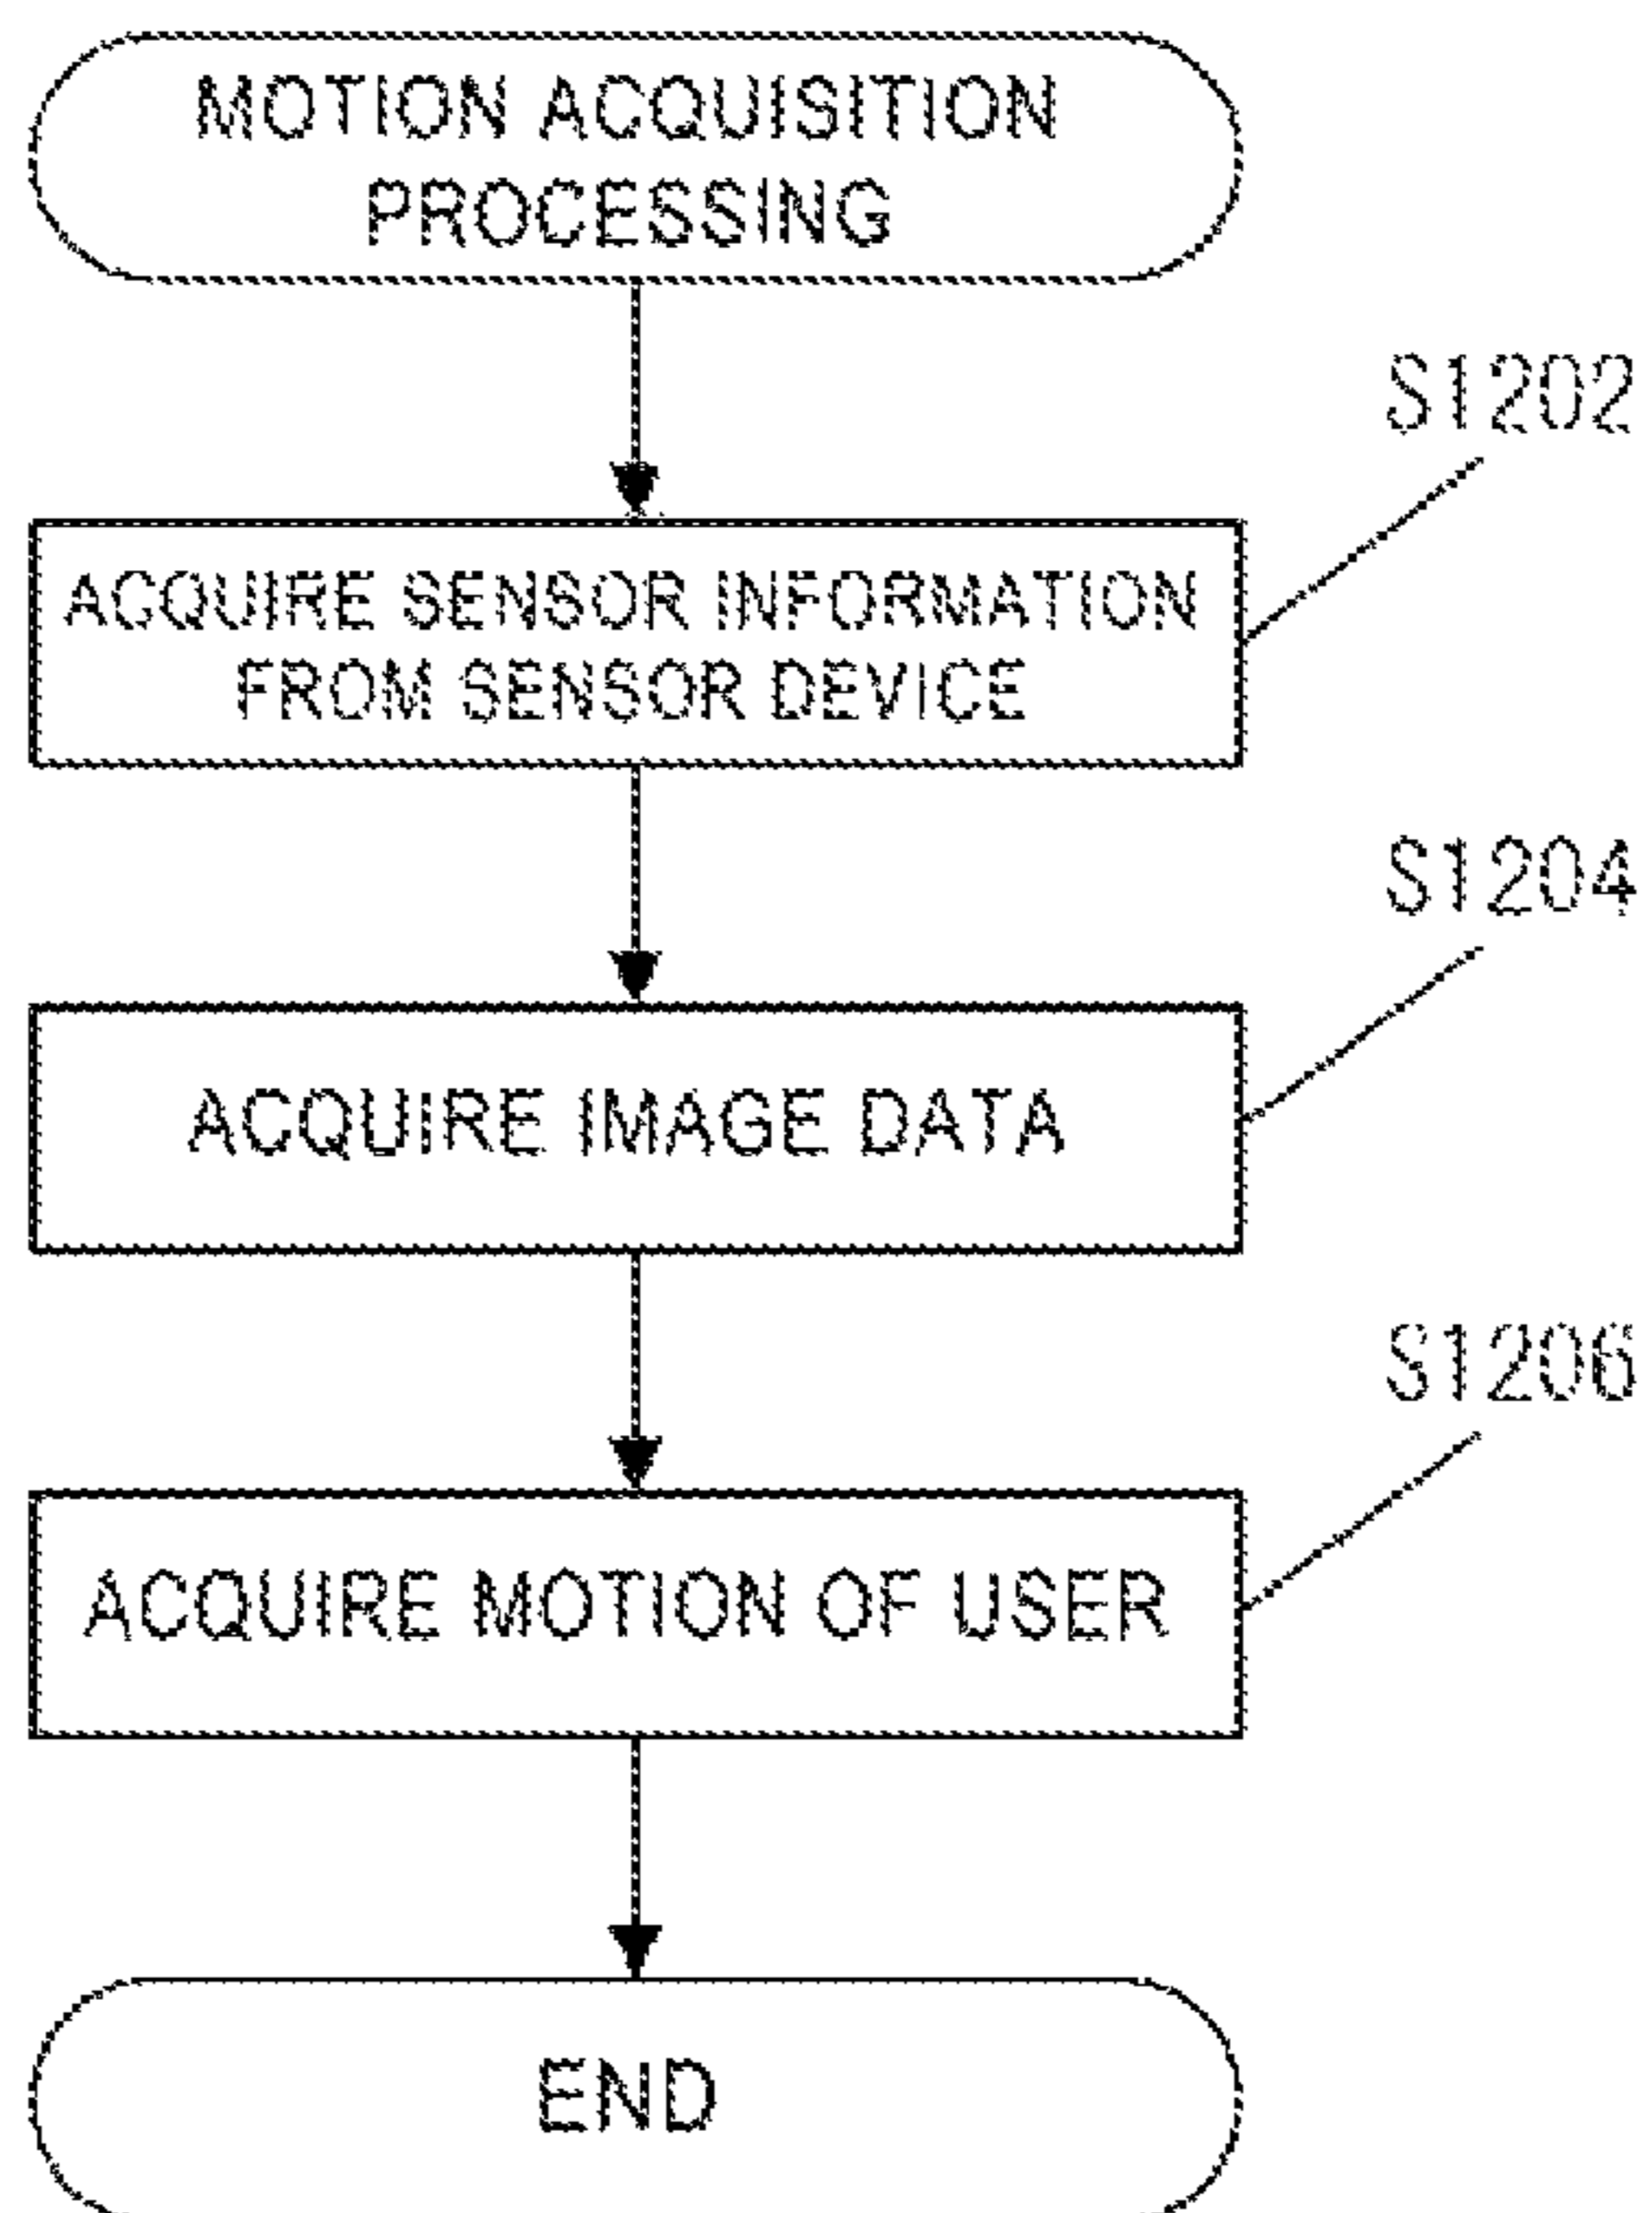 MOTION ACQUISITION
PROCESSING
S1202
ACQUIRE SENSOR INFORMATION
FROM SENSOR DEVICE
S1204
ACQUIRE IMAGE DATA
S1206
ACQUIRE MOTION OF USER
END